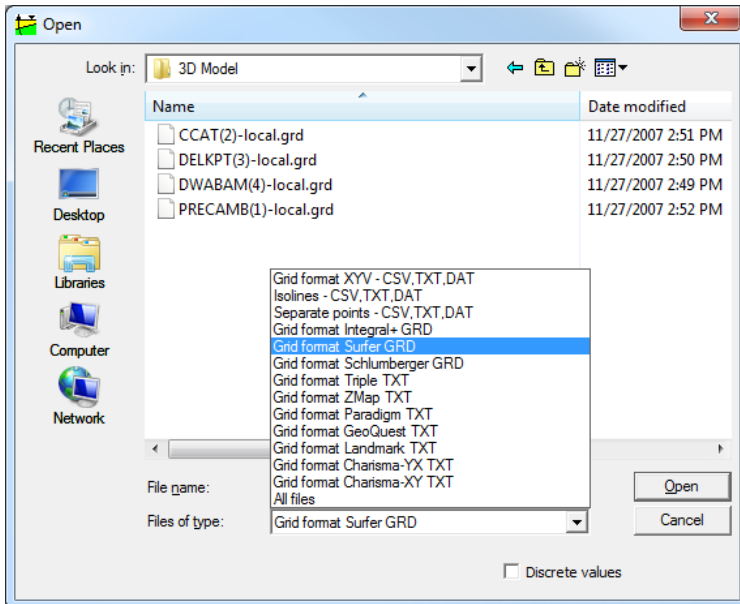 Open
Look in: 3D Model
Name Date modified
CCAT(2)-local.grd 11/27/2007 2:51 PM
DELKPT(3)-local.grd 11/27/2007 2:50 PM
DWABAM(4)-local.grd 11/27/2007 2:49 PM
PRECAMB(1)-local.grd 11/27/2007 2:52 PM
Recent Places
Desktop
Libraries
Computer
Network
Grid format XYV - CSV,TXT,DAT
Isolines - CSV,TXT,DAT
Separate points - CSV,TXT,DAT
Grid format Integral+ GRD
Grid format Surfer GRD
Grid format Schlumberger GRD
Grid format Triple TXT
Grid format ZMap TXT
Grid format Paradigm TXT
Grid format GeoQuest TXT
Grid format Landmark TXT
Grid format Charisma-YX TXT
Grid format Charisma-XY TXT
All files
File name: Open
Files of type: Grid format Surfer GRD Cancel
Discrete values